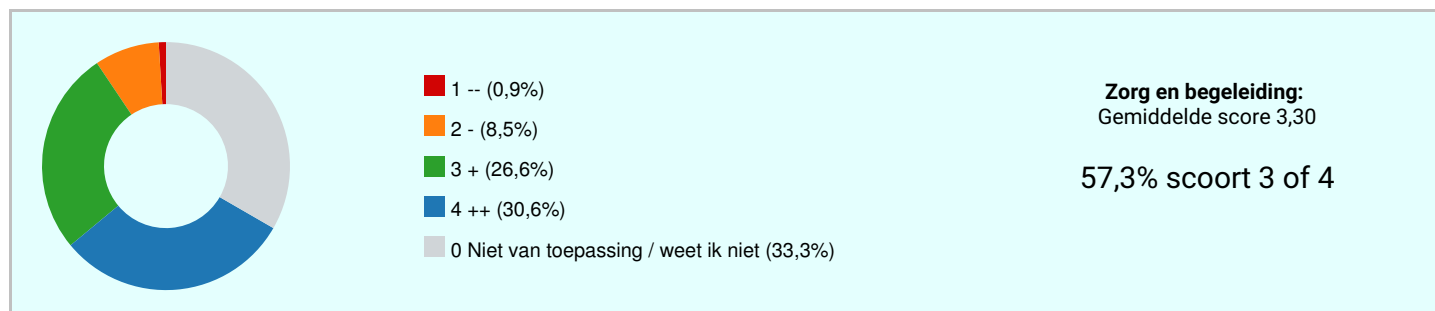 1 -- (0,9%)
2 - (8,5%)
3 + (26,6%)
4 ++ (30,6%)
0 Niet van toepassing / weet ik niet (33,3%)
Zorg en begeleiding:
Gemiddelde score 3,30
57,3% scoort 3 of 4